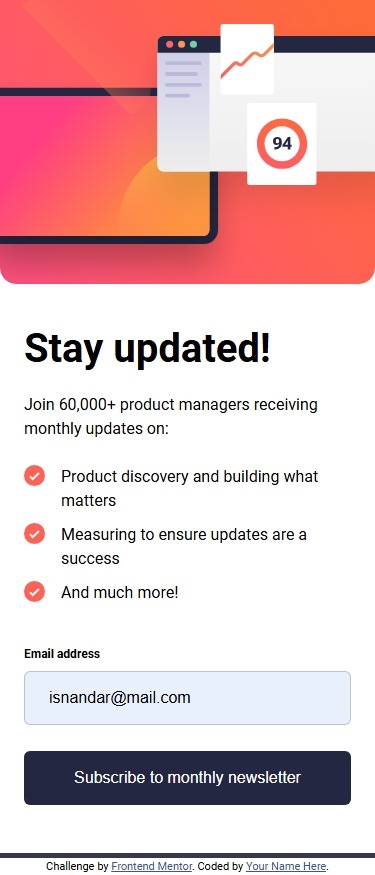 94
Stay updated!
Join 60,000+ product managers receiving
monthly updates on:
Product discovery and building what
matters
Measuring to ensure updates are a
success
And much more!
Email address
isnandar@mail.com
Subscribe to monthly newsletter
Challenge by Frontend Mentor. Coded by Your Name Here.